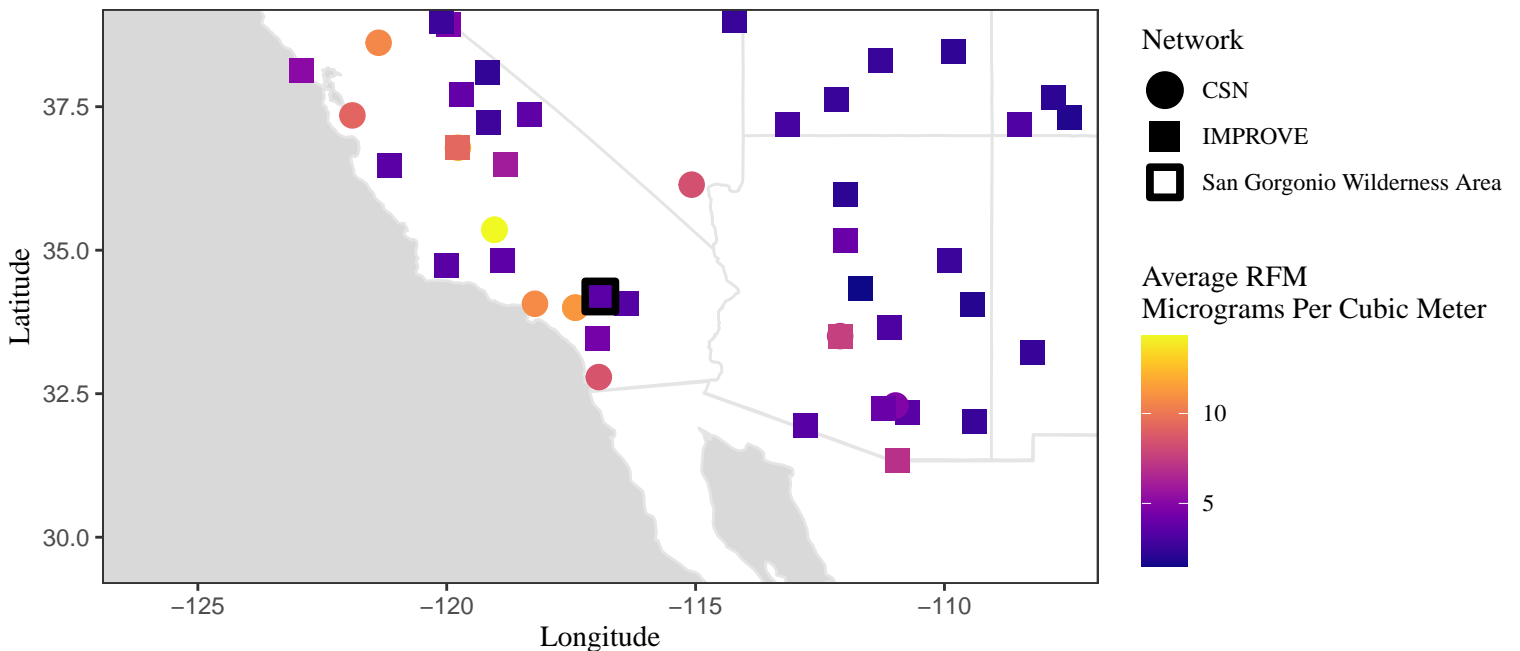 37.5
35.0
32.5
30.0
Latitude
−125
−120
−115
−110
Longitude
Network
CSN
IMPROVE
San Gorgonio Wilderness Area
Average RFM
Micrograms Per Cubic Meter
10
5